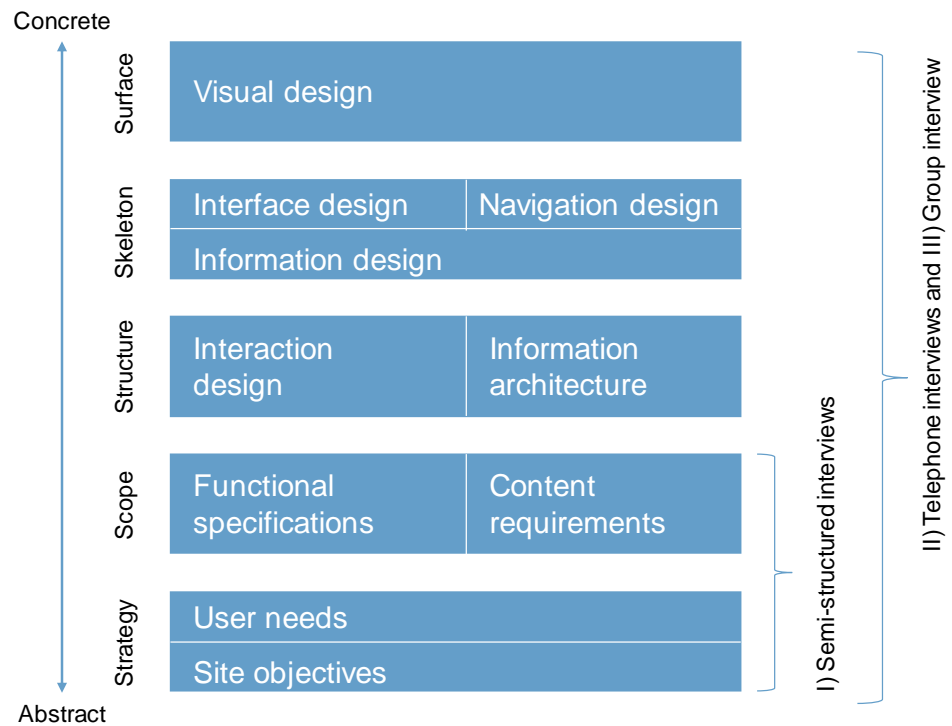 Concrete
Surface
Visual design
Skeleton
Interface design
Navigation design
Information design
Structure
Interaction
design
Information
architecture
Scope
Functional
specifications
Content
requirements
Strategy
User needs
Site objectives
Abstract
I) Semi-structured interviews
II) Telephone interviews and III) Group interview